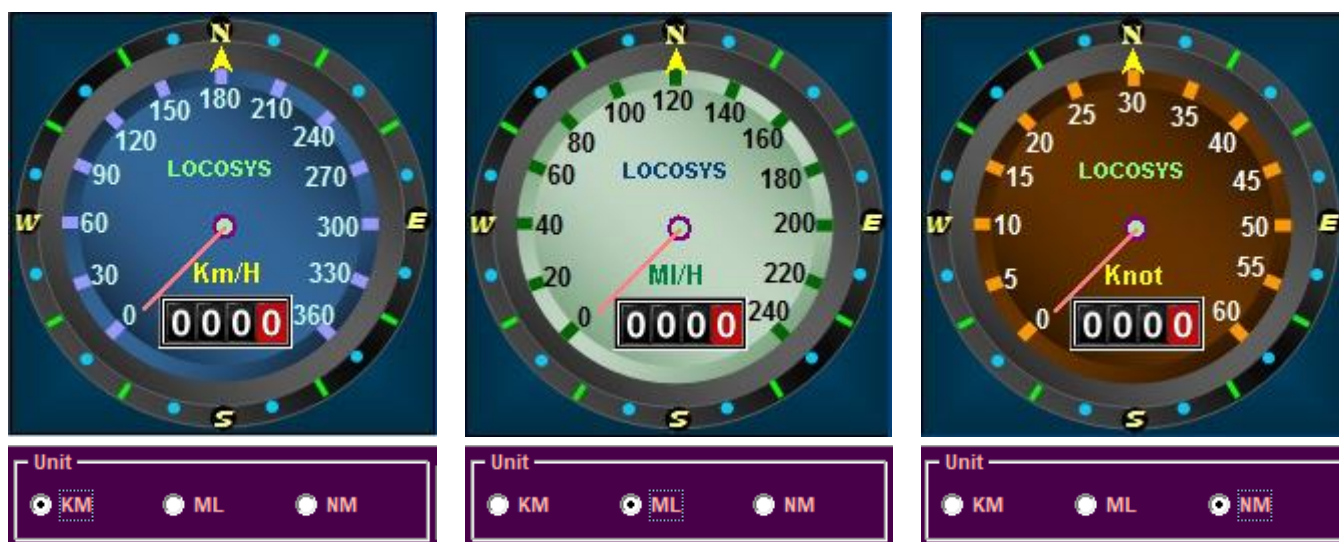 N
180
150 210
120 240
LOCOSYS
90 270
W 60 300 E
Km/H
30 330
0 0000 360
S
Unit
KM ML NM
N
120
100 140
80 160
LOCOSYS
60 180
W 40 200 E
MI/H
20 220
0 0000 240
S
Unit
KM ML NM
N
30
25 35
20 40
LOCOSYS
15 45
W 10 50 E
Knot
5 55
0 0000 60
S
Unit
KM ML NM